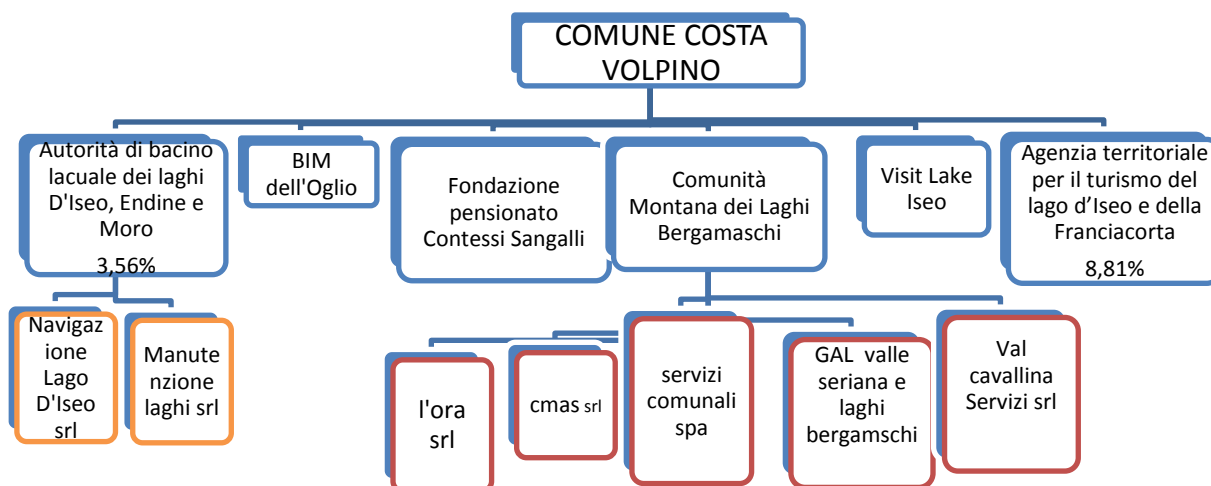 COMUNE COSTA
VOLPINO
Autorità di bacino
lacuale dei laghi
D'Iseo, Endine e
Moro
3,56%
BIM
dell'Oglio
Fondazione
pensionato
Contessi Sangalli
Comunità
Montana dei Laghi
Bergamaschi
Visit Lake
Iseo
Agenzia territoriale
per il turismo del
lago d’Iseo e della
Franciacorta
8,81%
Navigaz
ione
Lago
D'Iseo
srl
Manute
nzione
laghi srl
l'ora
srl
cmas srl
servizi
comunali
spa
GAL valle
seriana e
laghi
bergamschi
Val
cavallina
Servizi srl